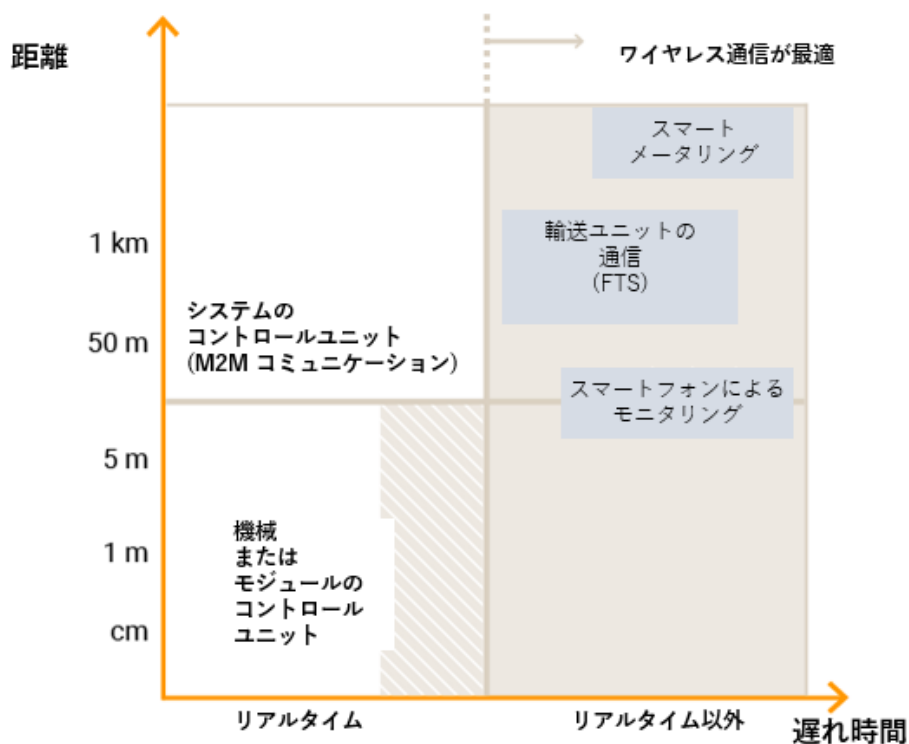 距離
ワイヤレス通信が最適
スマート
メータリング
1 km
輸送ユニットの
通信
(FTS)
システムの
コントロールユニット
(M2M コミュニケーション)
50 m
スマートフォンによる
モニタリング
5 m
機械
または
モジュールの
コントロール
ユニット
1 m
cm
リアルタイム
リアルタイム以外
遅れ時間